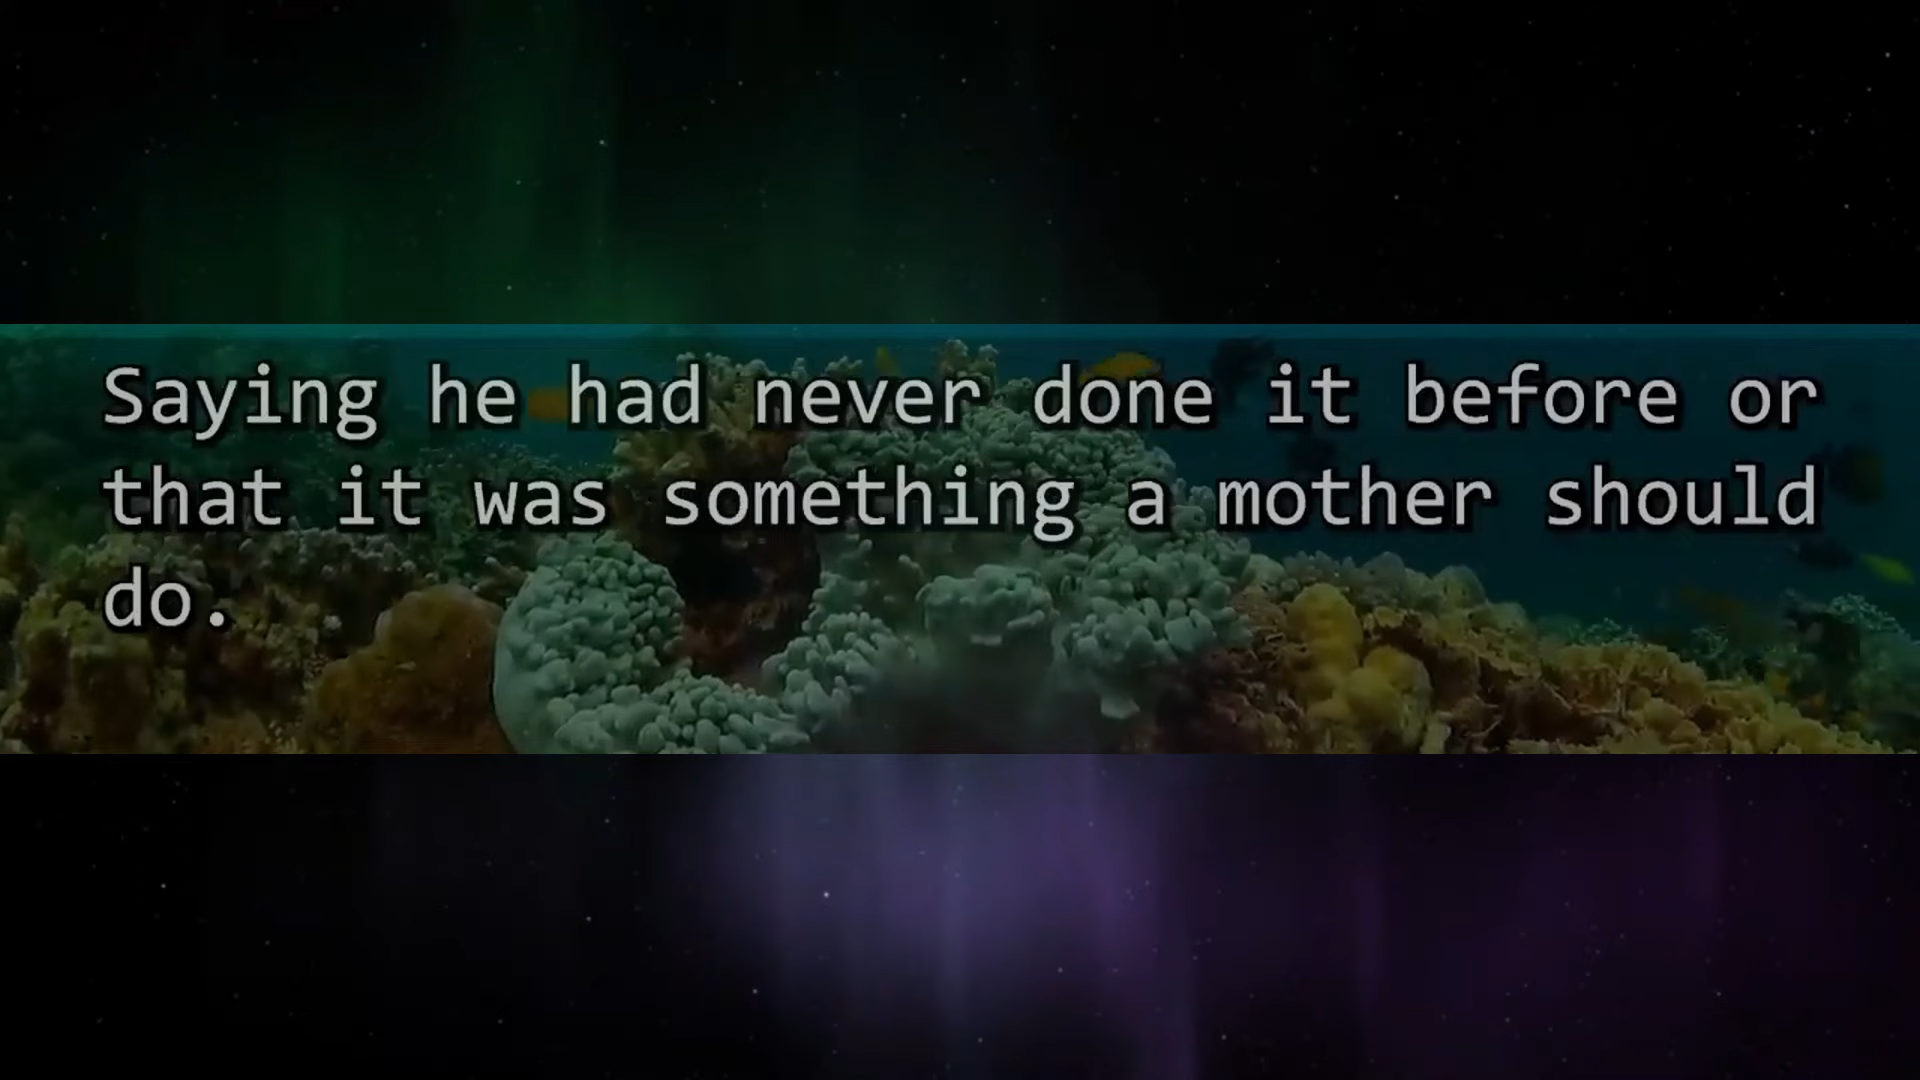 Saying he had never done it before or
that it was something a mother should
do.